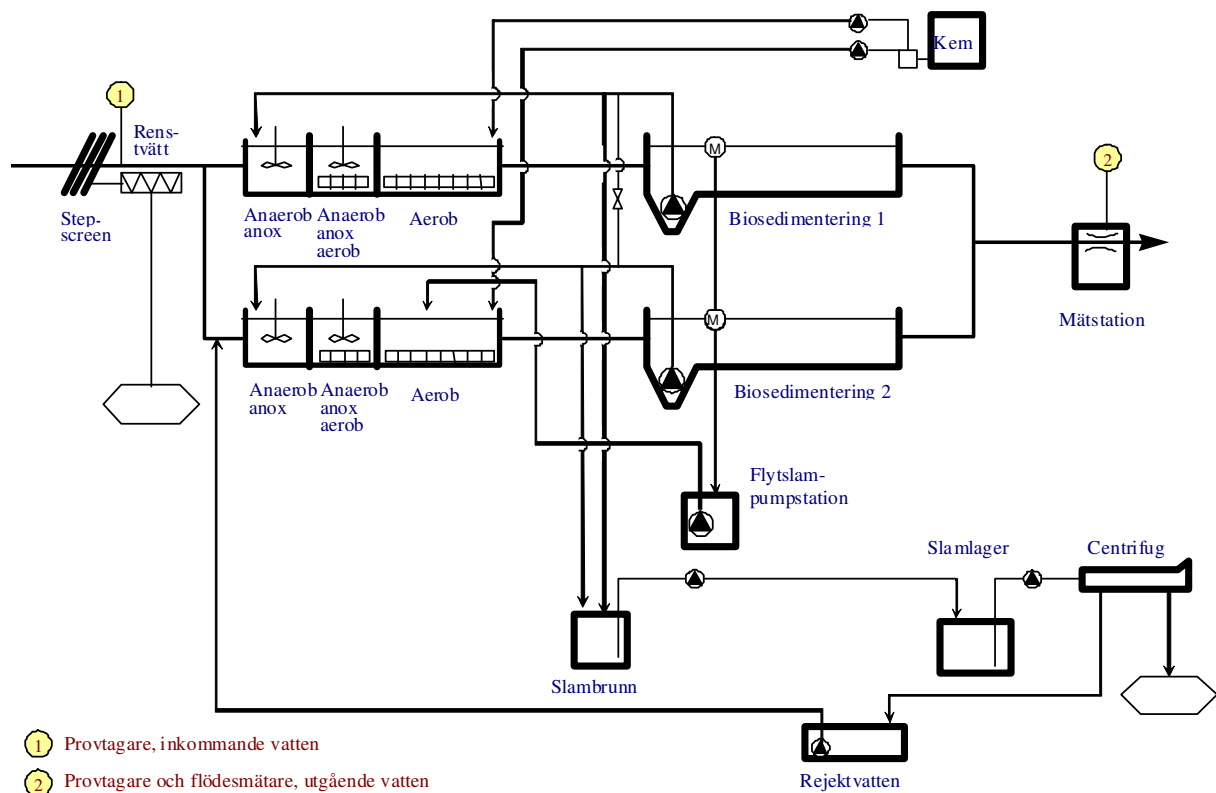 Kem
1
Rens-
tvätt
2
M
Step-
screen
Anaerob
anox
Anaerob
anox
aerob
Aerob
Biosedimentering 1
Mätstation
M
Anaerob
anox
Anaerob
anox
aerob
Aerob
Biosedimentering 2
Flytslam-
pumpstation
Slamlager
Centrifug
Slambrunn
1 Provtagare, inkommande vatten
2 Provtagare och flödesmätare, utgående vatten
Rejektvatten